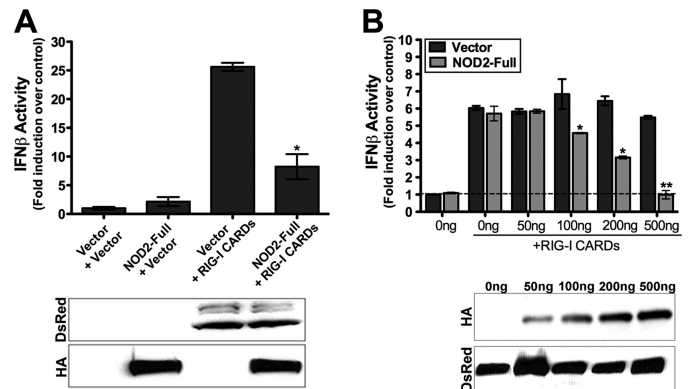 A
IFNβ Activity
(Fold induction over control)
30
25
20
15
10
5
0
*
Vector
+ Vector
NOD2-Full
+ Vector
Vector
+ RIG-I CARDs
NOD2-Full
+ RIG-I CARDs
DsRed
HA
B
IFNβ Activity
(Fold induction over control)
10
9
8
7
6
5
4
3
2
1
0
Vector
NOD2-Full
*
*
**
0ng 0ng 50ng 100ng 200ng 500ng
+RIG-I CARDs
0ng 50ng 100ng 200ng 500ng
HA
DsRed